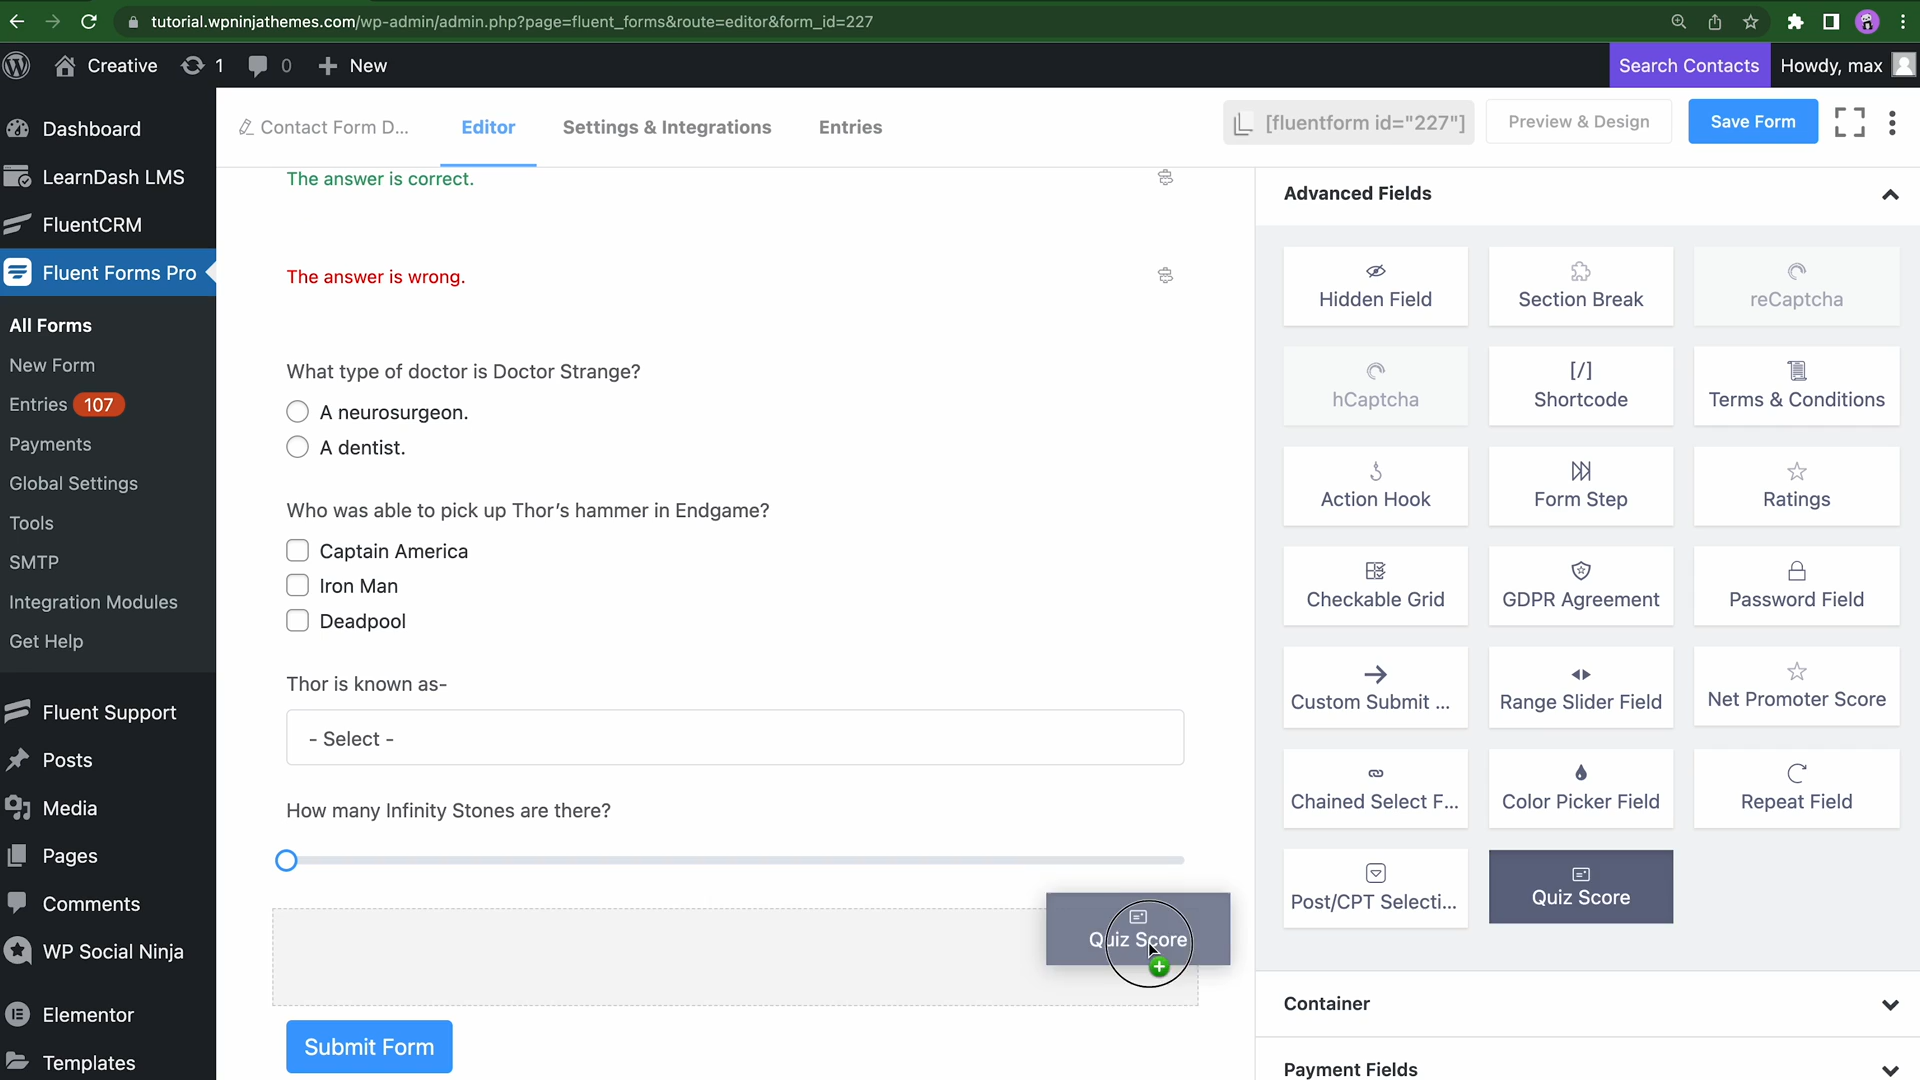 tutorial.wpninjathemes.com/wp-admin/admin.php?page=fluent_forms&route=editor&form_id=227
Creative
1
0
New
Search Contacts
Howdy, max
Dashboard
LearnDash LMS
FluentCRM
Fluent Forms Pro
All Forms
New Form
Entries 107
Payments
Global Settings
Tools
SMTP
Integration Modules
Get Help
Fluent Support
Posts
Media
Pages
Comments
WP Social Ninja
Elementor
Templates
Contact Form D...
Editor
Settings & Integrations
Entries
[fluentform id="227"]
Preview & Design
Save Form
The answer is correct.
The answer is wrong.
What type of doctor is Doctor Strange?
A neurosurgeon.
A dentist.
Who was able to pick up Thor’s hammer in Endgame?
Captain America
Iron Man
Deadpool
Thor is known as-
- Select -
How many Infinity Stones are there?
Quiz Score
Submit Form
Advanced Fields
Hidden Field
Section Break
reCaptcha
hCaptcha
[/]
Shortcode
Terms & Conditions
Action Hook
Form Step
Ratings
Checkable Grid
GDPR Agreement
Password Field
Custom Submit ...
Range Slider Field
Net Promoter Score
Chained Select F...
Color Picker Field
Repeat Field
Post/CPT Selecti...
Quiz Score
Container
Payment Fields